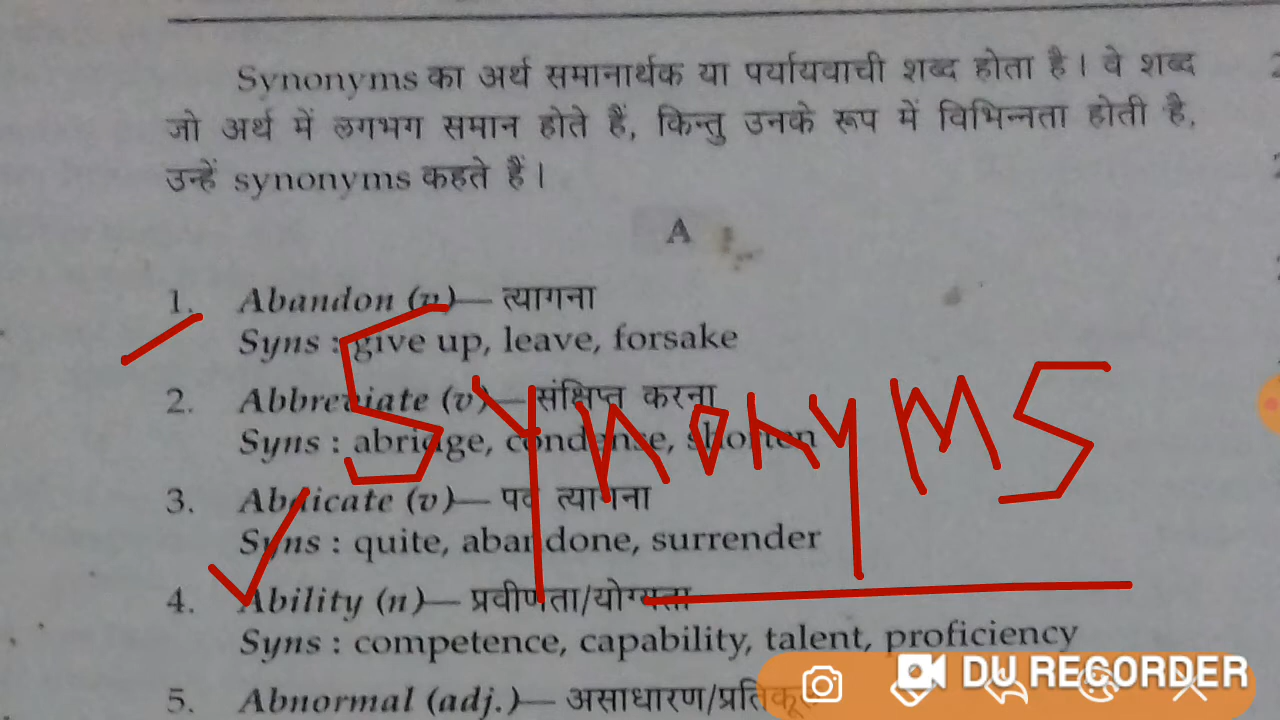 Synonyms का अर्थ समानार्थक या पर्यायवाची शब्द होता है। वे शब्द
जो अर्थ में लगभग समान होते हैं, किन्तु उनके रूप में विभिन्नता होती है,
उन्हें synonyms कहते हैं।
A
1. Abandon (v)— त्यागना
Syns : give up, leave, forsake
2. Abbreviate (v)— संक्षिप्त करना
Syns : abridge, condense, shorten
3. Abdicate (v)— पद त्यागना
Syns : quite, abandone, surrender
4. Ability (n)— प्रवीणता/योग्यता
Syns : competence, capability, talent, proficiency
5. Abnormal (adj.)— असाधारण/
SYnonyMS
DU RECORDER